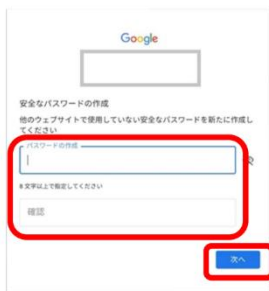 Google
安全なパスワードの作成
他のウェブサイトで使用していない安全なパスワードを新たに作成し
てください
パスワードの作成
8 文字以上で指定してください
確認
次へ